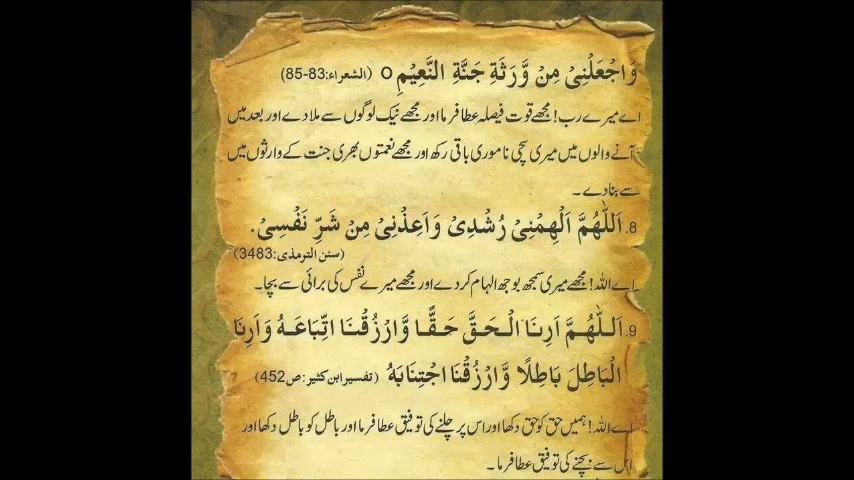 وَاجْعَلْنِیْ مِنْ وَّرَثَةِ جَنَّةِ النَّعِیْمِ O (الشعراء:83-85)
اے میرے رب! مجھے قوت فیصلہ عطا فرما اور مجھے نیک لوگوں سے ملا دے اور بعد میں
آنے والوں میں میری سچی ناموری باقی رکھ اور مجھے نعمتوں بھری جنت کے وارثوں میں
سے بنا دے ۔
8. اَللّٰهُمَّ اَلْهِمْنِیْ رُشْدِیْ وَاَعِذْنِیْ مِنْ شَرِّ نَفْسِیْ.
(سنن الترمذی:3483)
اے اللہ! مجھے میری سمجھ بوجھ الہام کر دے اور مجھے میرے نفس کی برائی سے بچا۔
9. اَللّٰهُمَّ اَرِنَا الْحَقَّ حَقًّا وَّارْزُقْنَا اتِّبَاعَهُ وَاَرِنَا
الْبَاطِلَ بَاطِلًا وَّارْزُقْنَا اجْتِنَابَهُ (تفسیر ابن کثیر:ص452)
اے اللہ! ہمیں حق کو حق دکھا اور اس پر چلنے کی توفیق عطا فرما اور باطل کو باطل دکھا اور
اس سے بچنے کی توفیق عطا فرما ۔